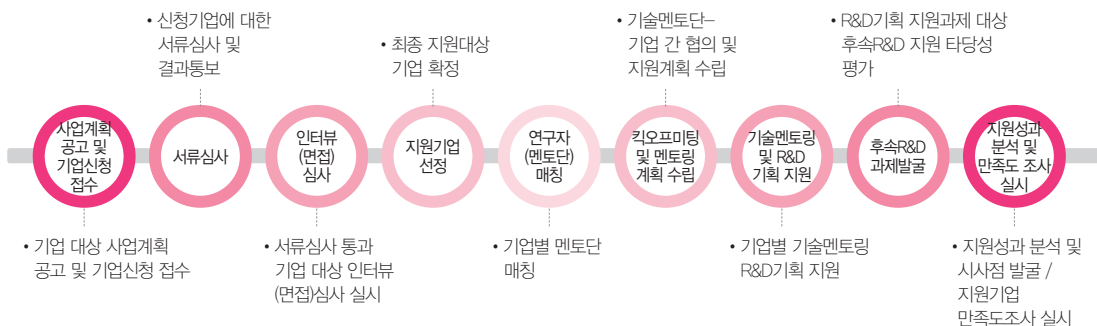 • 신청기업에 대한
서류심사 및
결과통보
• 최종 지원대상
기업 확정
• 기술멘토단–
기업 간 협의 및
지원계획 수립
• R&D기획 지원과제 대상
후속R&D 지원 타당성
평가
사업계획
공고 및
기업신청
접수
서류심사
인터뷰
(면접)
심사
지원기업
선정
연구자
(멘토단)
매칭
킥오프미팅
및 멘토링
계획 수립
기술멘토링
및 R&D
기획 지원
후속R&D
과제발굴
지원성과
분석 및
만족도 조사
실시
• 기업 대상 사업계획
공고 및 기업신청 접수
• 서류심사 통과
기업 대상 인터뷰
(면접)심사 실시
• 기업별 멘토단
매칭
• 기업별 기술멘토링
R&D기획 지원
• 지원성과 분석 및
시사점 발굴 /
지원기업
만족도조사 실시